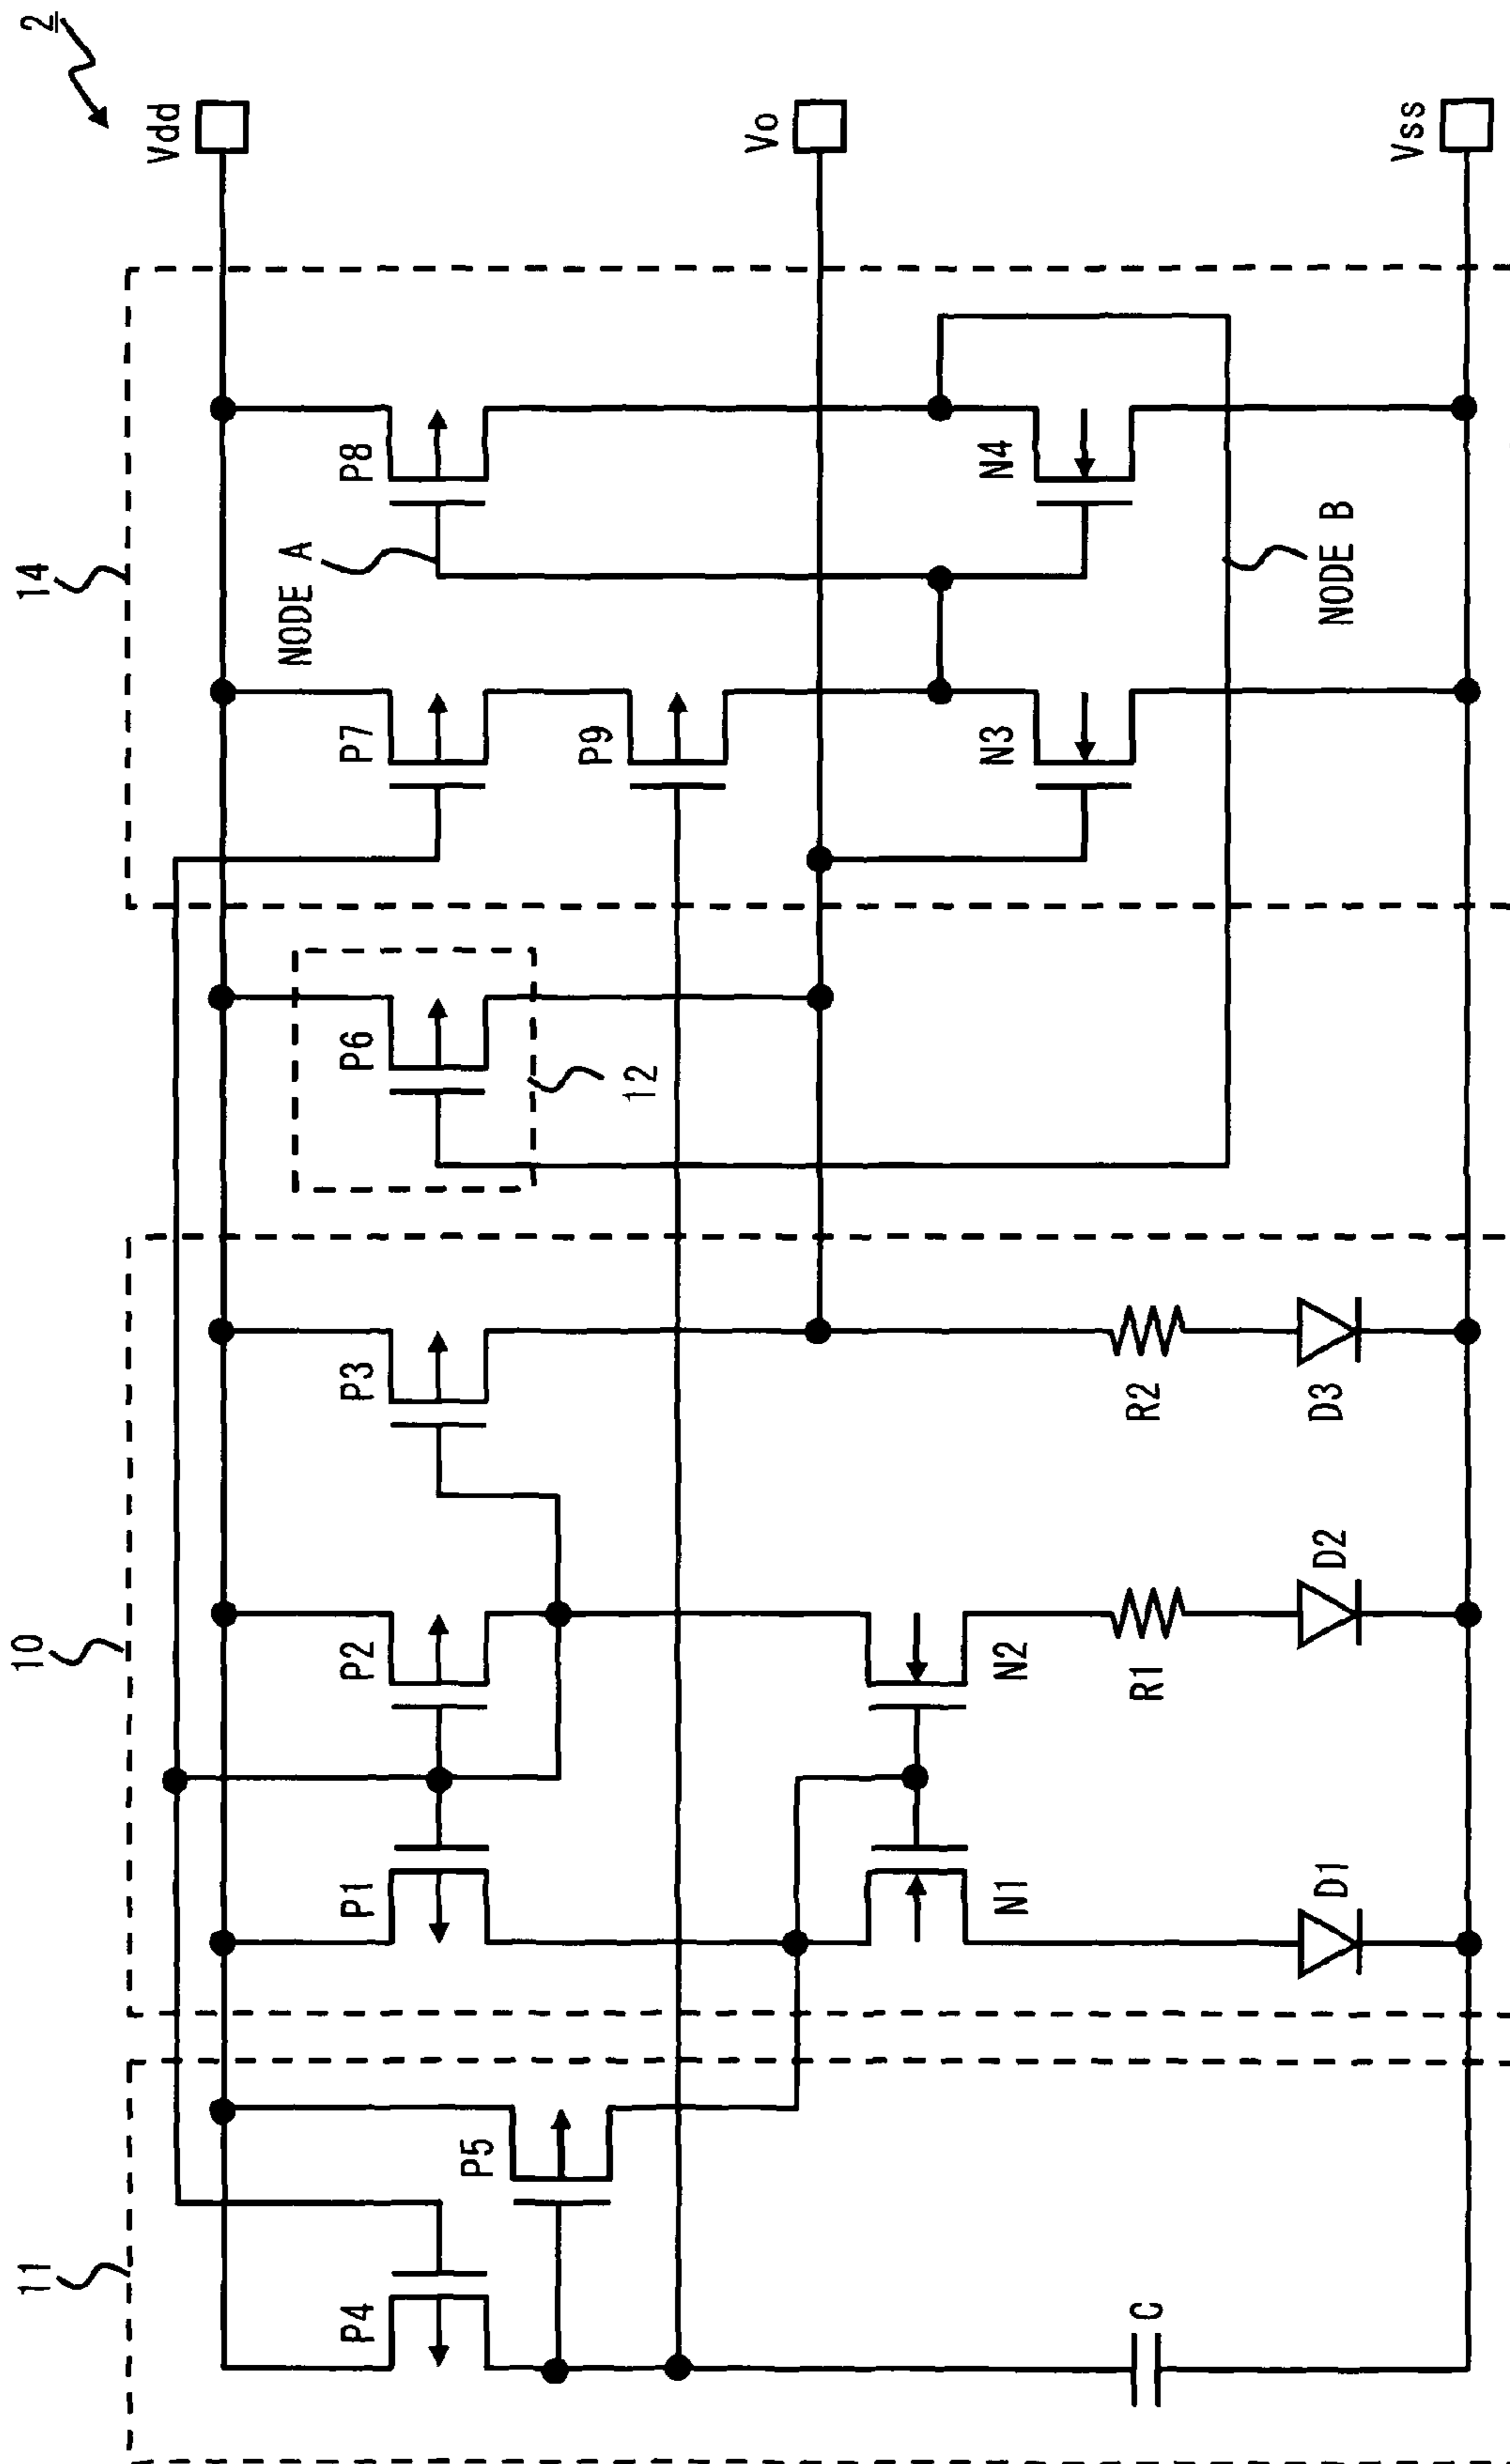 2
Vdd
Vo
Vss
14
NODE A
P8
N4
NODE B
P7
P9
N3
P6
12
10
P3
R2
D3
P2
N2
R1
D2
P1
N1
D1
11
P5
P4
C